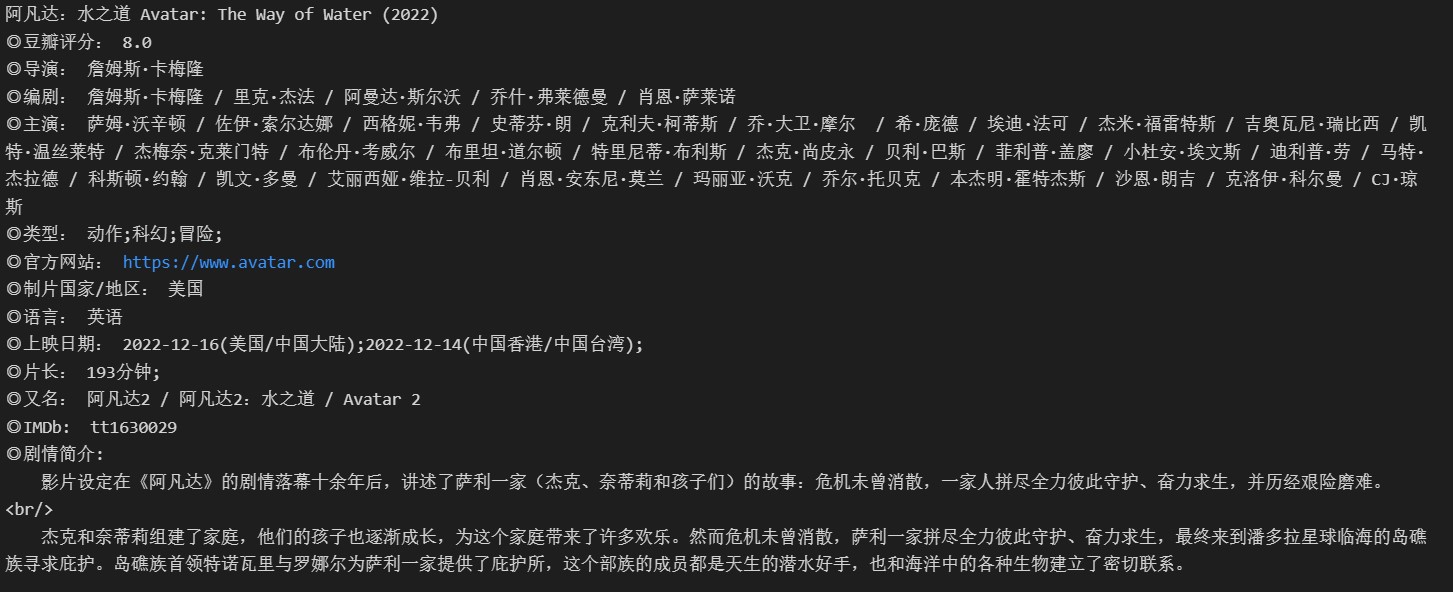 阿凡达：水之道 Avatar: The Way of Water (2022)
◎豆瓣评分： 8.0
◎导演： 詹姆斯·卡梅隆
◎编剧： 詹姆斯·卡梅隆 / 里克·杰法 / 阿曼达·斯尔沃 / 乔什·弗莱德曼 / 肖恩·萨莱诺
◎主演： 萨姆·沃辛顿 / 佐伊·索尔达娜 / 西格妮·韦弗 / 史蒂芬·朗 / 克利夫·柯蒂斯 / 乔·大卫·摩尔  / 希·庞德 / 埃迪·法可 / 杰米·福雷特斯 / 吉奥瓦尼·瑞比西 / 凯
特·温丝莱特 / 杰梅奈·克莱门特 / 布伦丹·考威尔 / 布里坦·道尔顿 / 特里尼蒂·布利斯 / 杰克·尚皮永 / 贝利·巴斯 / 菲利普·盖廖 / 小杜安·埃文斯 / 迪利普·劳 / 马特·
杰拉德 / 科斯顿·约翰 / 凯文·多曼 / 艾丽西娅·维拉-贝利 / 肖恩·安东尼·莫兰 / 玛丽亚·沃克 / 乔尔·托贝克 / 本杰明·霍特杰斯 / 沙恩·朗吉 / 克洛伊·科尔曼 / CJ·琼
斯
◎类型： 动作;科幻;冒险;
◎官方网站： https://www.avatar.com
◎制片国家/地区： 美国
◎语言： 英语
◎上映日期： 2022-12-16(美国/中国大陆);2022-12-14(中国香港/中国台湾);
◎片长： 193分钟;
◎又名： 阿凡达2 / 阿凡达2：水之道 / Avatar 2
◎IMDb： tt1630029
◎剧情简介：
影片设定在《阿凡达》的剧情落幕十余年后，讲述了萨利一家（杰克、奈蒂莉和孩子们）的故事：危机未曾消散，一家人拼尽全力彼此守护、奋力求生，并历经艰险磨难。
<br/>
杰克和奈蒂莉组建了家庭，他们的孩子也逐渐成长，为这个家庭带来了许多欢乐。然而危机未曾消散，萨利一家拼尽全力彼此守护、奋力求生，最终来到潘多拉星球临海的岛礁
族寻求庇护。岛礁族首领特诺瓦里与罗娜尔为萨利一家提供了庇护所，这个部族的成员都是天生的潜水好手，也和海洋中的各种生物建立了密切联系。